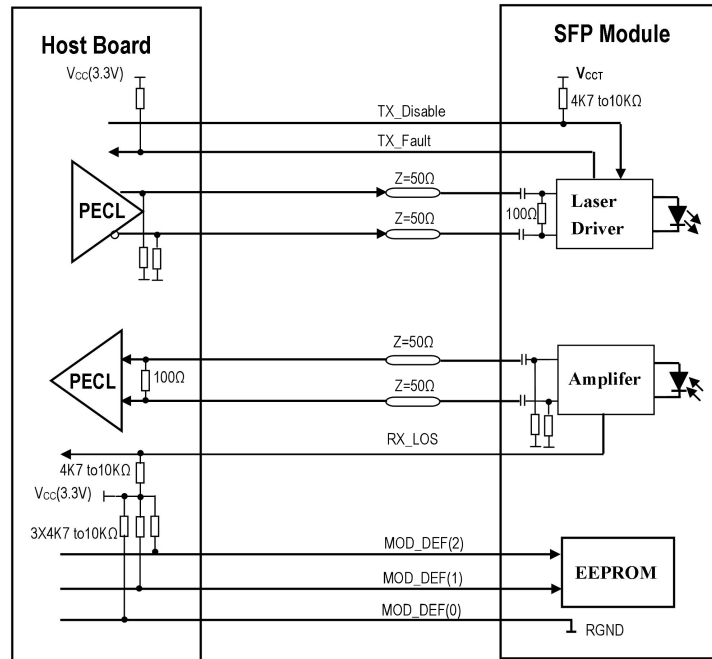 Host Board
SFP Module
Vcc(3.3V)
VCCT
4K7 to10KΩ
TX_Disable
TX_Fault
PECL
Z=50Ω
Z=50Ω
100Ω
Laser
Driver
PECL
100Ω
Z=50Ω
Z=50Ω
Amplifer
RX_LOS
4K7 to10KΩ
Vcc(3.3V)
3X4K7 to10KΩ
MOD_DEF(2)
MOD_DEF(1)
MOD_DEF(0)
EEPROM
RGND